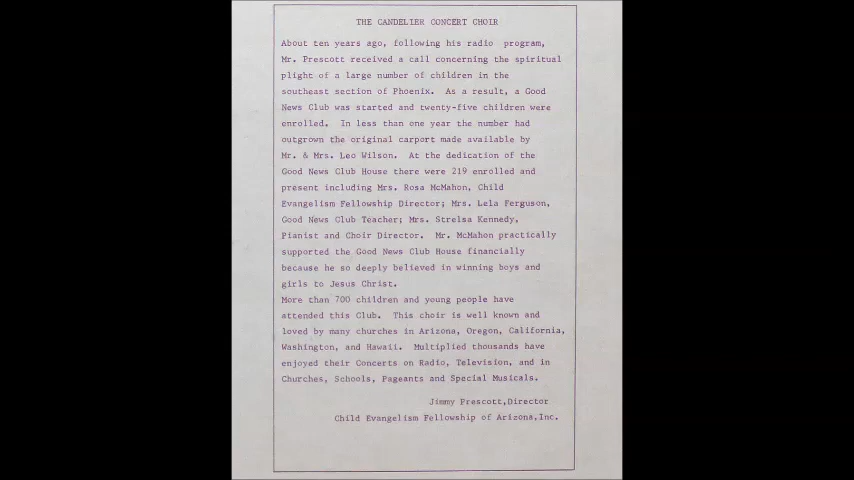 THE CANDELIER CONCERT CHOIR
About ten years ago, following his radio program,
Mr. Prescott received a call concerning the spiritual
plight of a large number of children in the
southeast section of Phoenix. As a result, a Good
News Club was started and twenty-five children were
enrolled. In less than one year the number had
outgrown the original carport made available by
Mr. & Mrs. Leo Wilson. At the dedication of the
Good News Club House there were 219 enrolled and
present including Mrs. Rosa McMahon, Child
Evangelism Fellowship Director; Mrs. Lela Ferguson,
Good News Club Teacher; Mrs. Strelsa Kennedy,
Pianist and Choir Director. Mr. McMahon practically
supported the Good News Club House financially
because he so deeply believed in winning boys and
girls to Jesus Christ.
More than 700 children and young people have
attended this Club. This choir is well known and
loved by many churches in Arizona, Oregon, California,
Washington, and Hawaii. Multiplied thousands have
enjoyed their Concerts on Radio, Television, and in
Churches, Schools, Pageants and Special Musicals.
Jimmy Prescott,Director
Child Evangelism Fellowship of Arizona,Inc.